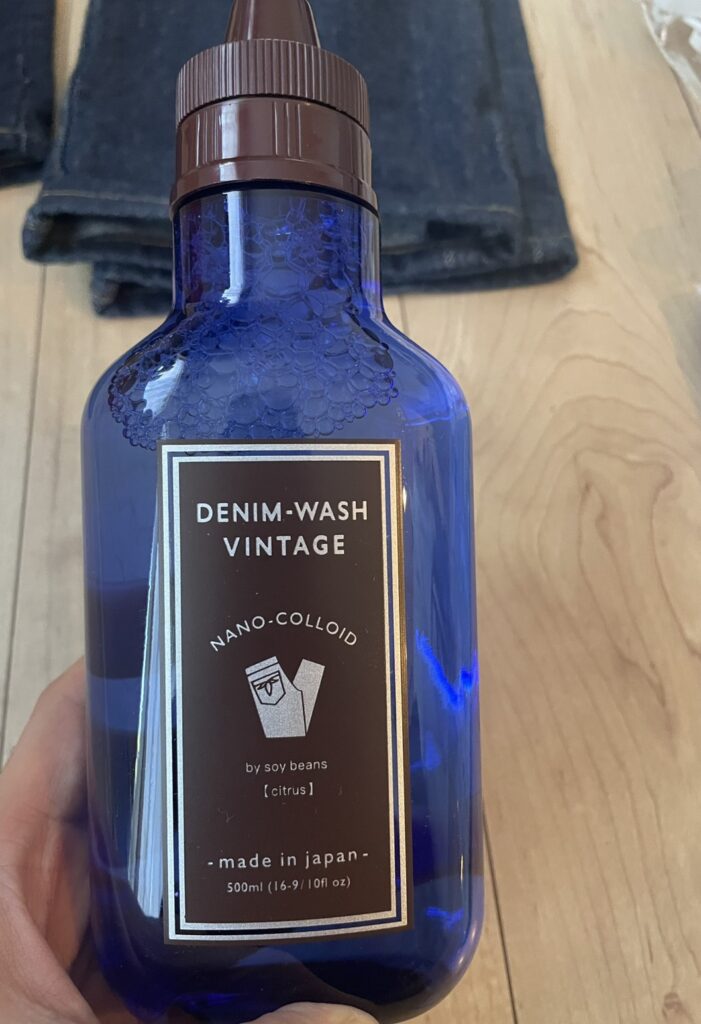 DENIM-WASH
VINTAGE
NANO-COLLOID
by soy beans
【citrus】
-made in japan-
500ml (16-9/10fl oz)